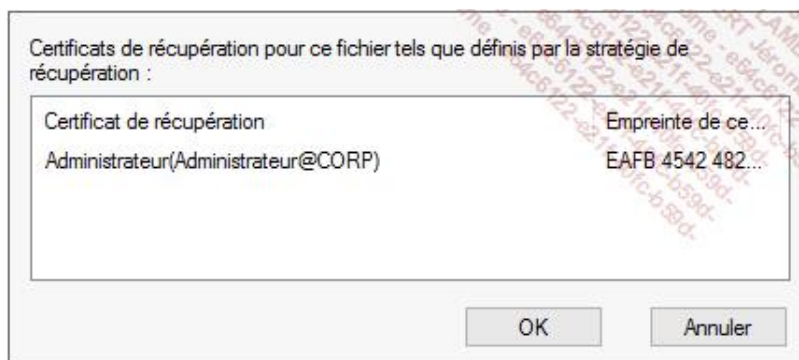 Certificats de récupération pour ce fichier tels que définis par la stratégie de
récupération :
Certificat de récupération Empreinte de ce...
Administrateur(Administrateur@CORP) EAFB 4542 482...
OK Annuler